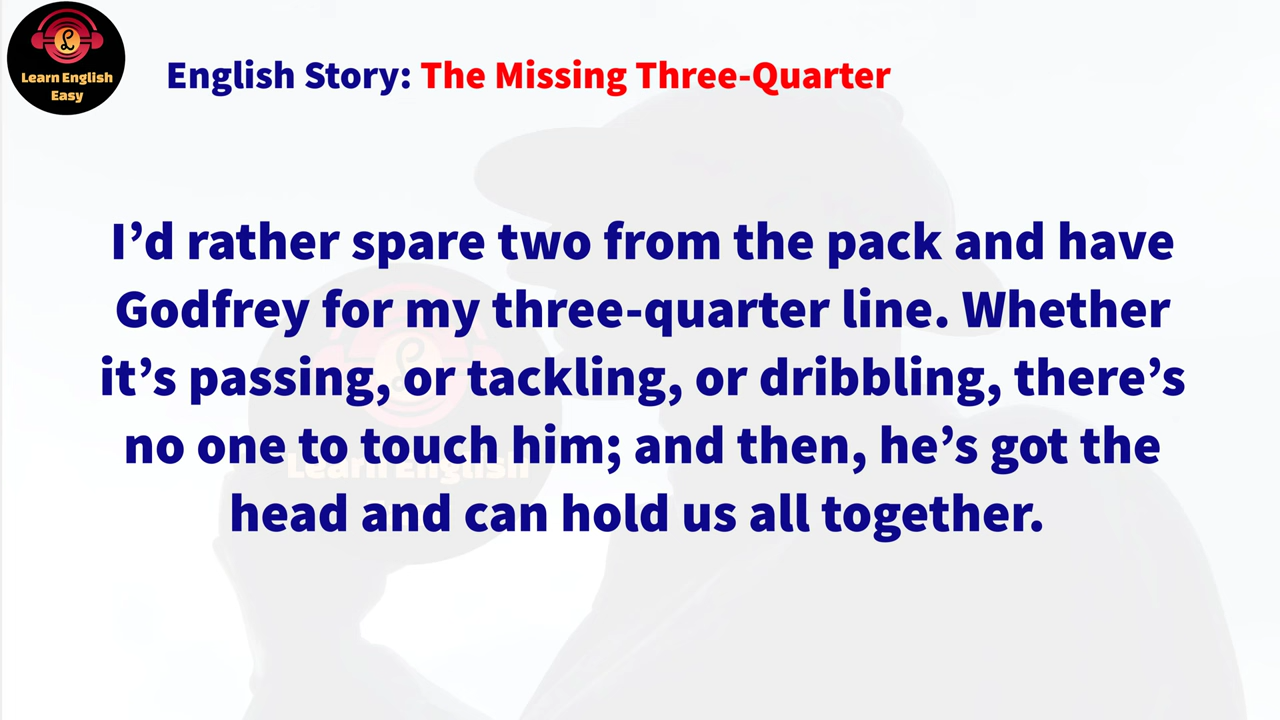 Learn English
Easy
English Story: The Missing Three-Quarter
I’d rather spare two from the pack and have
Godfrey for my three-quarter line. Whether
it’s passing, or tackling, or dribbling, there’s
no one to touch him; and then, he’s got the
head and can hold us all together.
Learn English